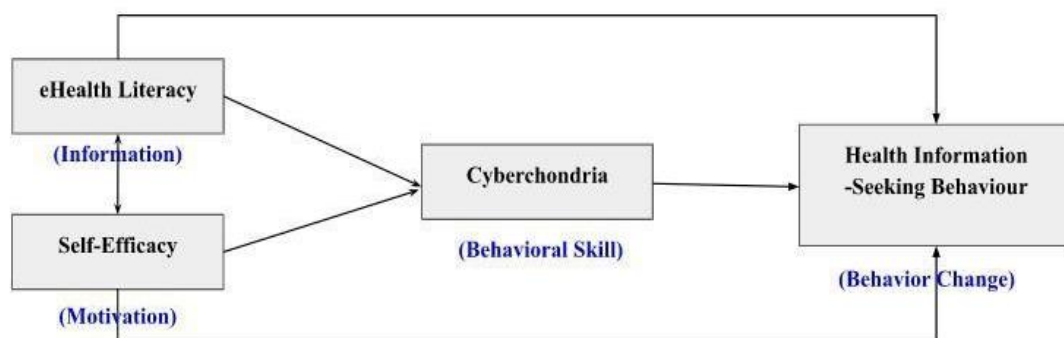 eHealth Literacy
(Information)
Self-Efficacy
(Motivation)
Cyberchondria
(Behavioral Skill)
Health Information
-Seeking Behaviour
(Behavior Change)